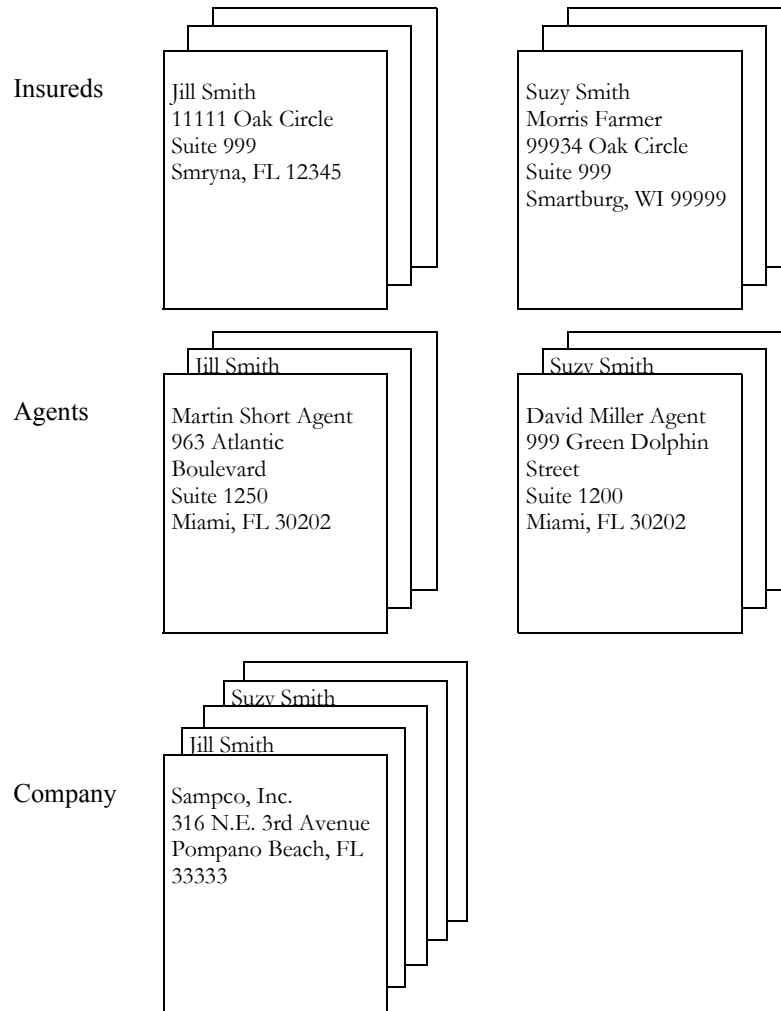 Insureds
Jill Smith
11111 Oak Circle
Suite 999
Smryna, FL 12345
Suzy Smith
Morris Farmer
99934 Oak Circle
Suite 999
Smartburg, WI 99999
Agents
Jill Smith
Martin Short Agent
963 Atlantic
Boulevard
Suite 1250
Miami, FL 30202
Suzy Smith
David Miller Agent
999 Green Dolphin
Street
Suite 1200
Miami, FL 30202
Company
Suzy Smith
Jill Smith
Sampco, Inc.
316 N.E. 3rd Avenue
Pompano Beach, FL
33333